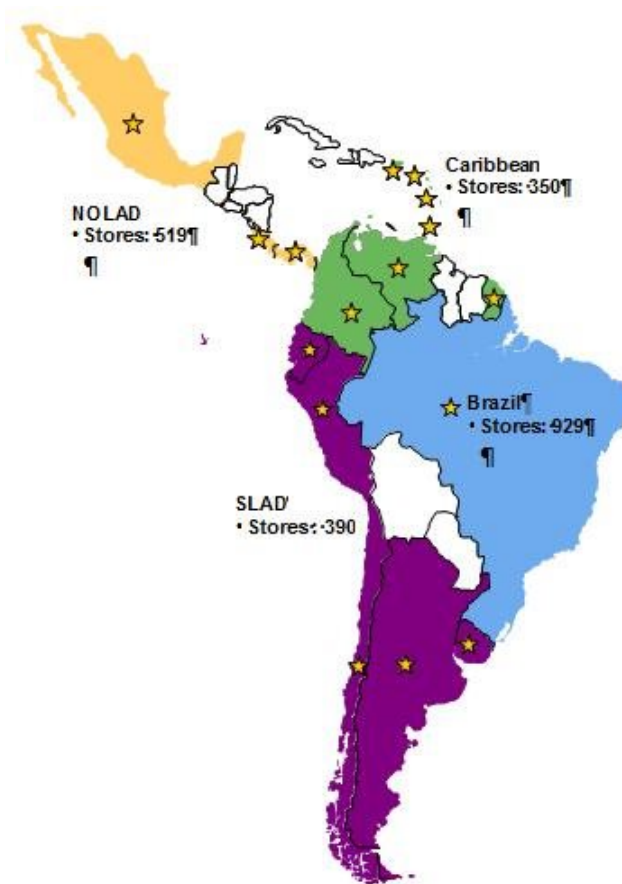 Caribbean
• Stores: 350¶
¶
NOLAD
• Stores: 519¶
¶
Brazil¶
• Stores: 929¶
¶
SLAD'
• Stores: 390